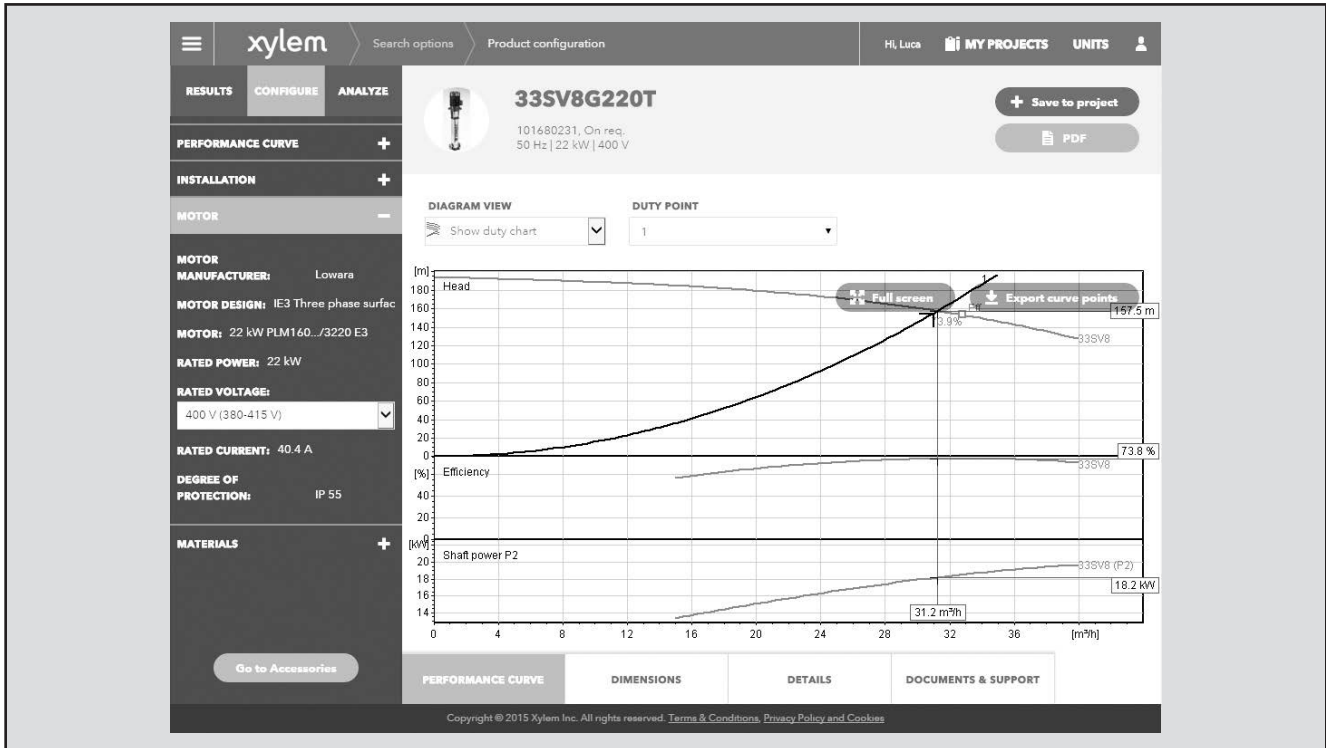 xylem
Search options
Product configuration
Hi, Luca
MY PROJECTS
UNITS
RESULTS
CONFIGURE
ANALYZE
33SV8G220T
101680231, On req.
50 Hz | 22 kW | 400 V
+ Save to project
PDF
PERFORMANCE CURVE +
INSTALLATION +
MOTOR −
MOTOR
MANUFACTURER: Lowara
MOTOR DESIGN: IE3 Three phase surfac
MOTOR: 22 kW PLM160.../3220 E3
RATED POWER: 22 kW
RATED VOLTAGE:
400 V (380-415 V)
RATED CURRENT: 40.4 A
DEGREE OF
PROTECTION: IP 55
MATERIALS +
Go to Accessories
DIAGRAM VIEW
Show duty chart
DUTY POINT
1
[m]
Head
180
160
140
120
100
80
60
40
20
0
1
Full screen
Export curve points
157.5 m
Eff
3.9%
33SV8
73.8 %
[%]
Efficiency
33SV8
40
20
0
[kW]
Shaft power P2
20
18
16
14
33SV8 (P2)
18.2 kW
31.2 m³/h
0 4 8 12 16 20 24 28 32 36 [m³/h]
PERFORMANCE CURVE
DIMENSIONS
DETAILS
DOCUMENTS & SUPPORT
Copyright © 2015 Xylem Inc. All rights reserved. Terms & Conditions, Privacy Policy and Cookies